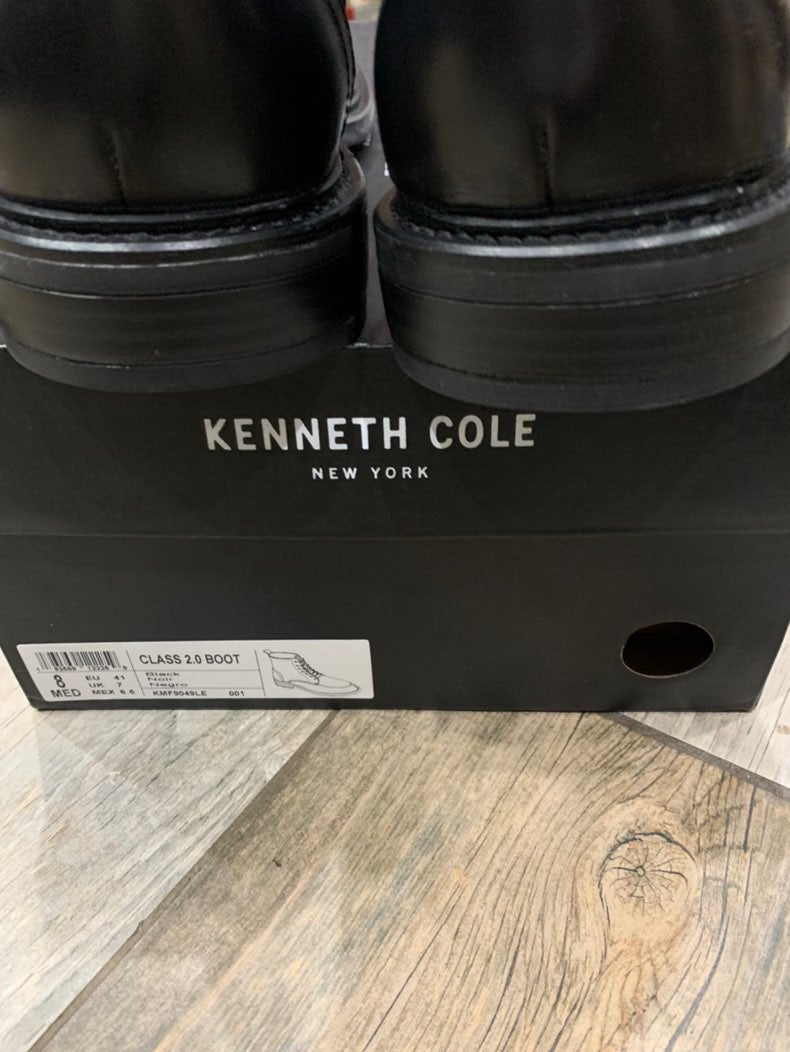 KENNETH COLE
NEW YORK
CLASS 2.0 BOOT
8 EU 41
UK 7
MED MEX 6.5
Black
Noir
Negro
KMF9049LE 001